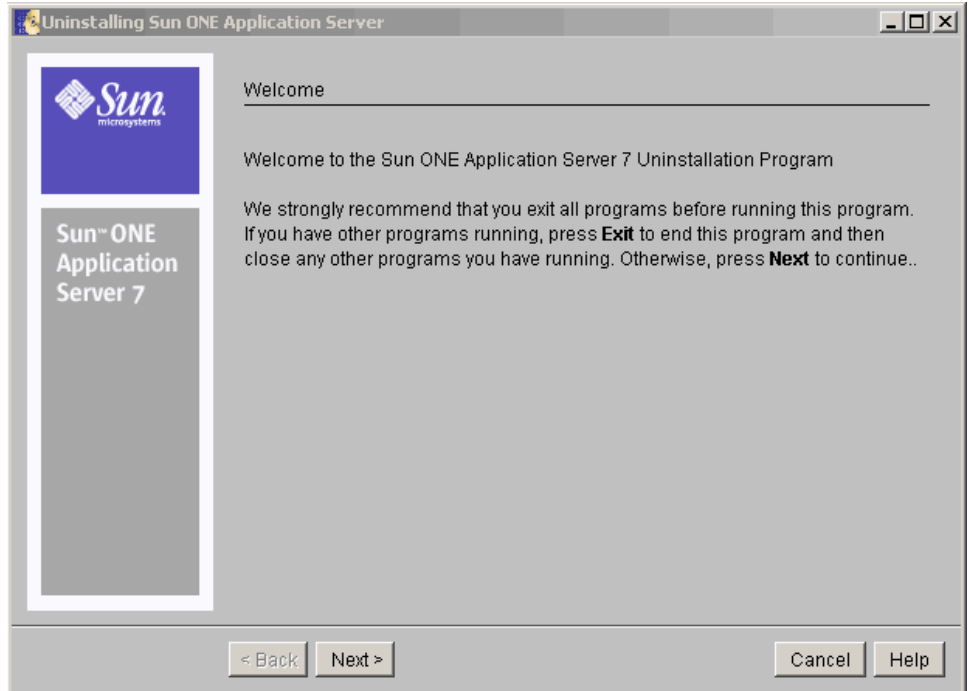 Uninstalling Sun ONE Application Server
Sun
microsystems
Sun™ ONE
Application
Server 7
Welcome
Welcome to the Sun ONE Application Server 7 Uninstallation Program
We strongly recommend that you exit all programs before running this program.
If you have other programs running, press Exit to end this program and then
close any other programs you have running. Otherwise, press Next to continue..
< Back
Next >
Cancel
Help